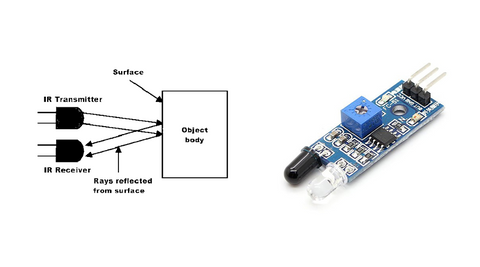 Surface
IR Transmitter
Object
body
IR Receiver
Rays reflected
from surface